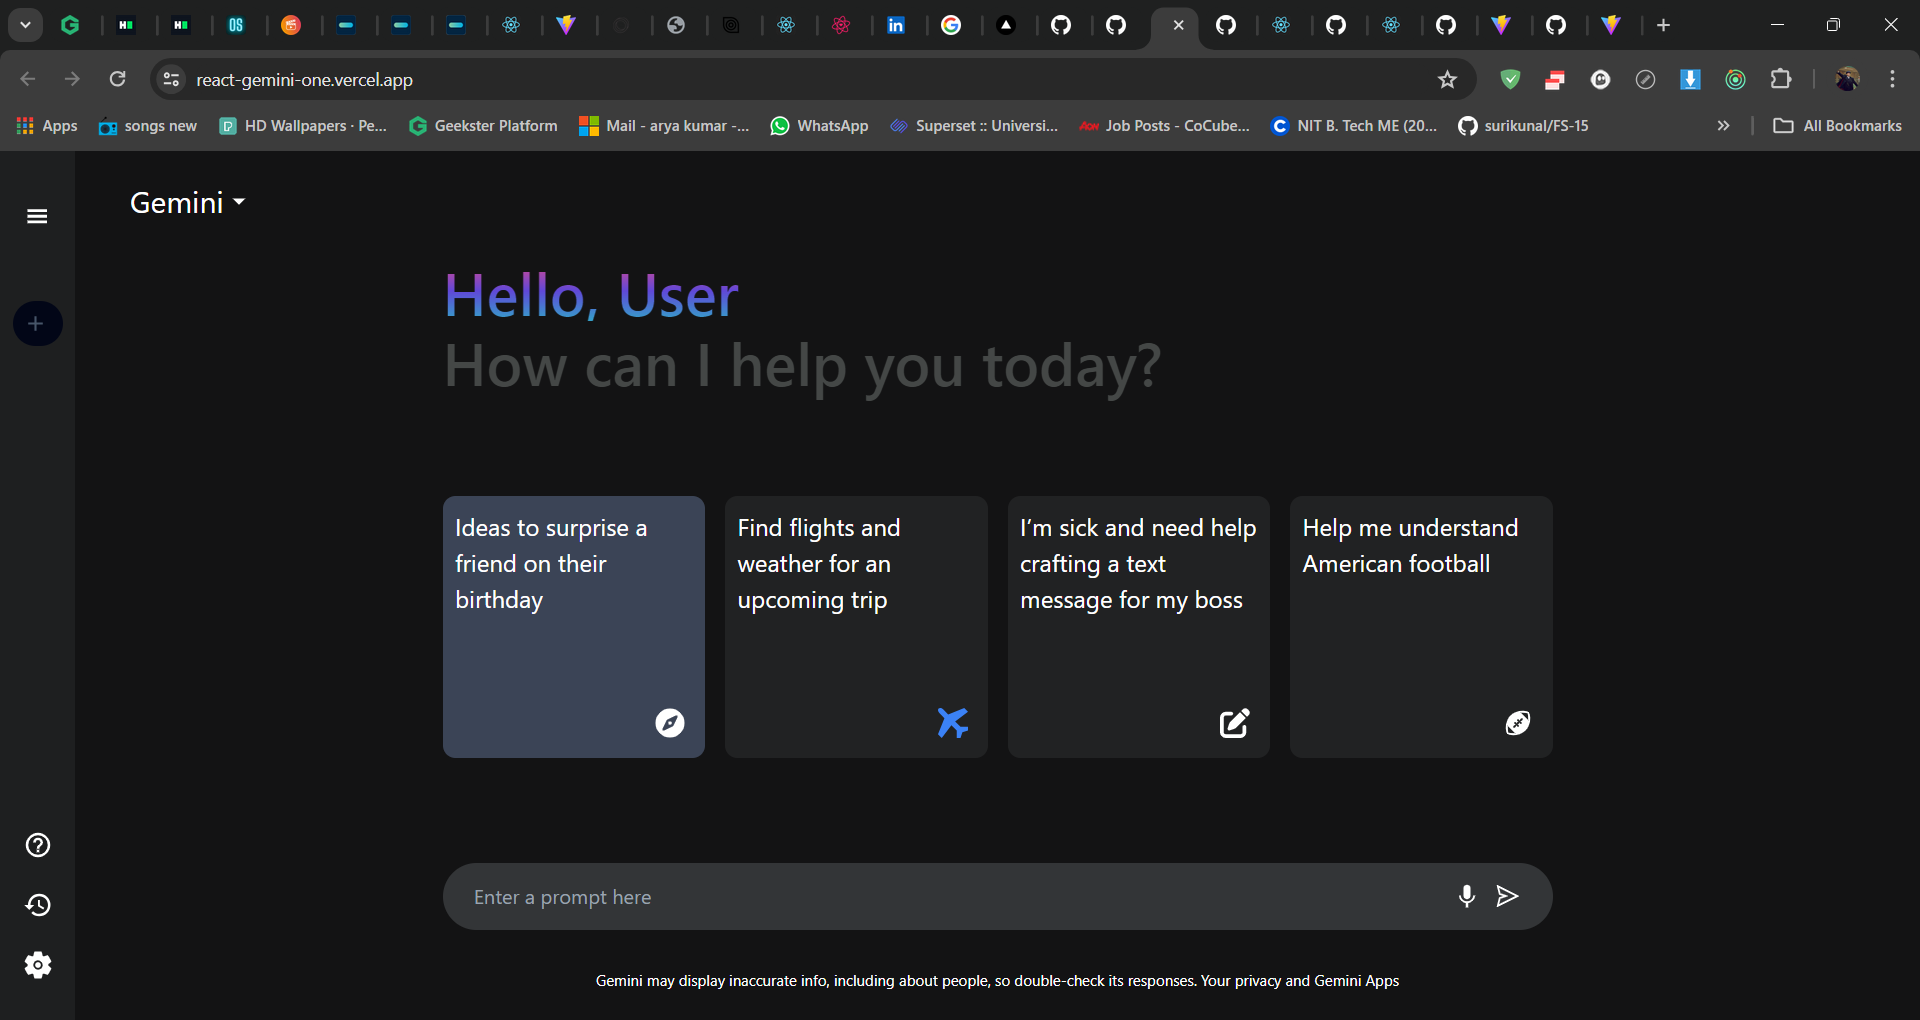 react-gemini-one.vercel.app
Apps
songs new
HD Wallpapers · Pe...
Geekster Platform
Mail - arya kumar -...
WhatsApp
Superset :: Universi...
Job Posts - CoCube...
NIT B. Tech ME (20...
surikunal/FS-15
All Bookmarks
Gemini
Hello, User
How can I help you today?
Ideas to surprise a
friend on their
birthday
Find flights and
weather for an
upcoming trip
I’m sick and need help
crafting a text
message for my boss
Help me understand
American football
Enter a prompt here
Gemini may display inaccurate info, including about people, so double-check its responses. Your privacy and Gemini Apps